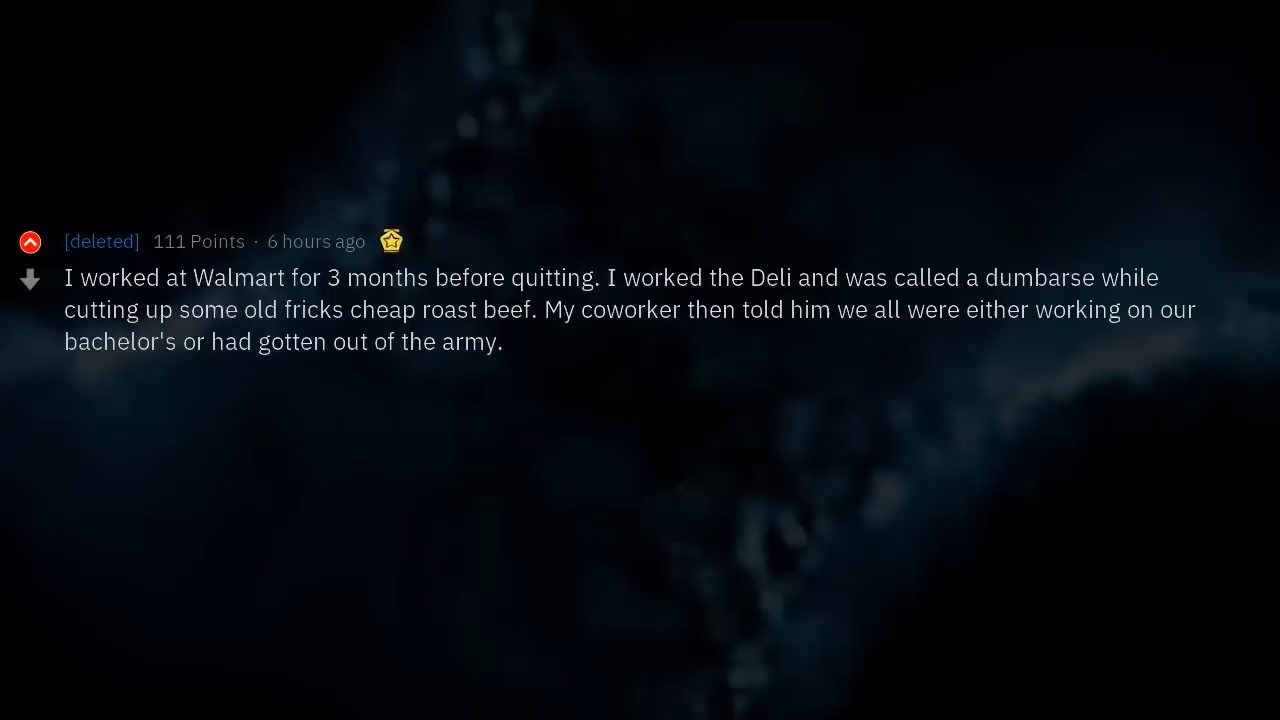 [deleted] 111 Points · 6 hours ago
I worked at Walmart for 3 months before quitting. I worked the Deli and was called a dumbarse while
cutting up some old fricks cheap roast beef. My coworker then told him we all were either working on our
bachelor's or had gotten out of the army.